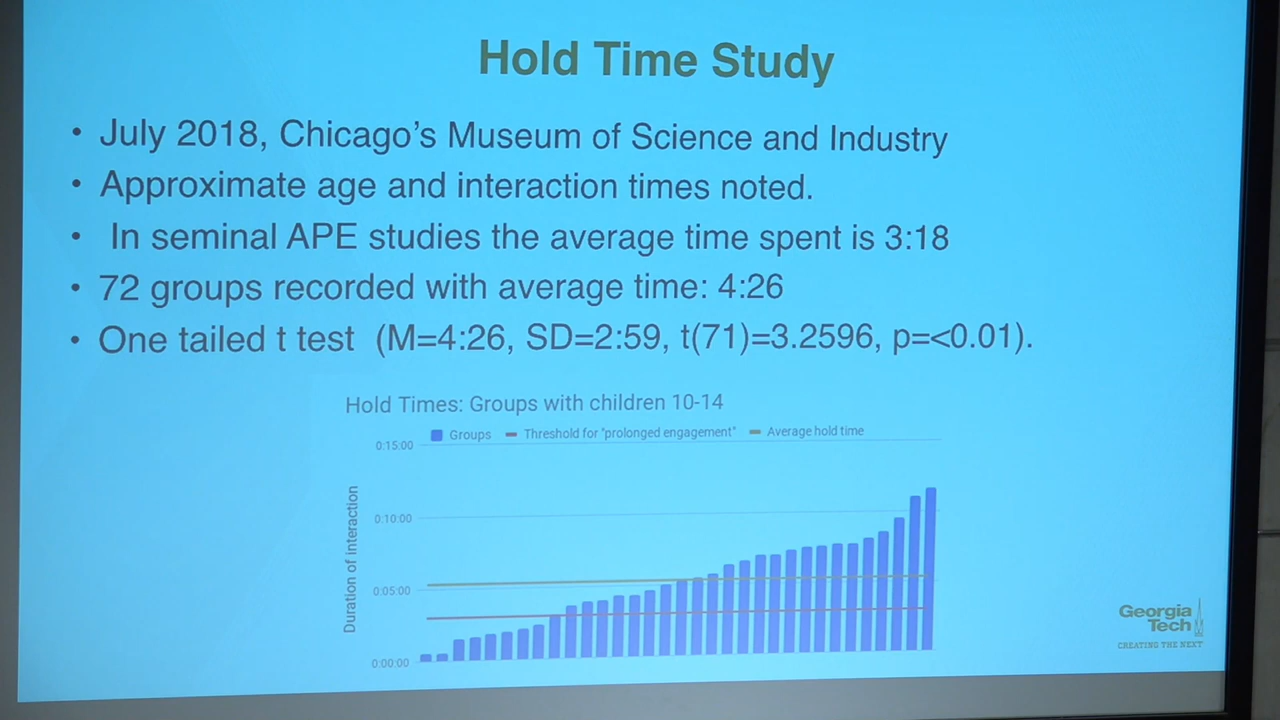 Hold Time Study
• July 2018, Chicago's Museum of Science and Industry
• Approximate age and interaction times noted.
• In seminal APE studies the average time spent is 3:18
• 72 groups recorded with average time: 4:26
• One tailed t test (M=4:26, SD=2:59, t(71)=3.2596, p=<0.01).
Hold Times: Groups with children 10-14
Groups Threshold for "prolonged engagement" Average hold time
0:15:00
0:10:00
0:05:00
0:00:00
Duration of interaction
Georgia
Tech
CREATING THE NEXT